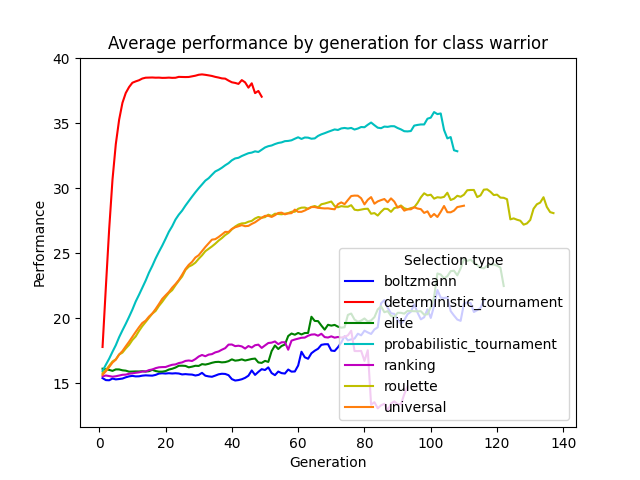 Average performance by generation for class warrior
40
35
30
25
20
15
Performance
0 20 40 60 80 100 120 140
Generation
Selection type
boltzmann
deterministic_tournament
elite
probabilistic_tournament
ranking
roulette
universal